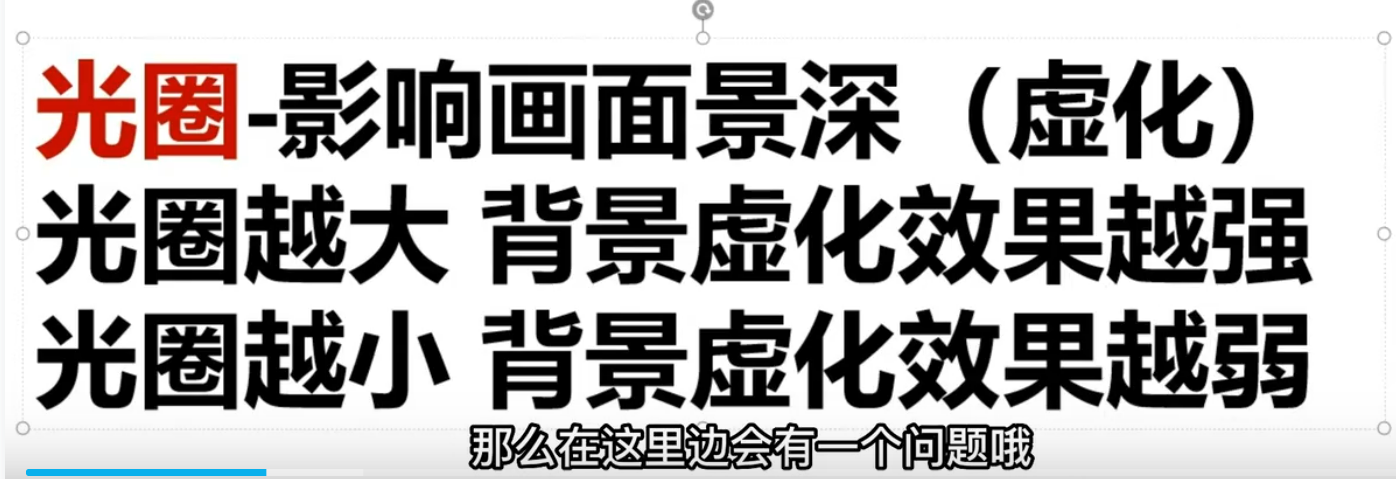 光圈-影响画面景深（虚化）
光圈越大 背景虚化效果越强
光圈越小 背景虚化效果越弱
那么在这里边会有一个问题哦